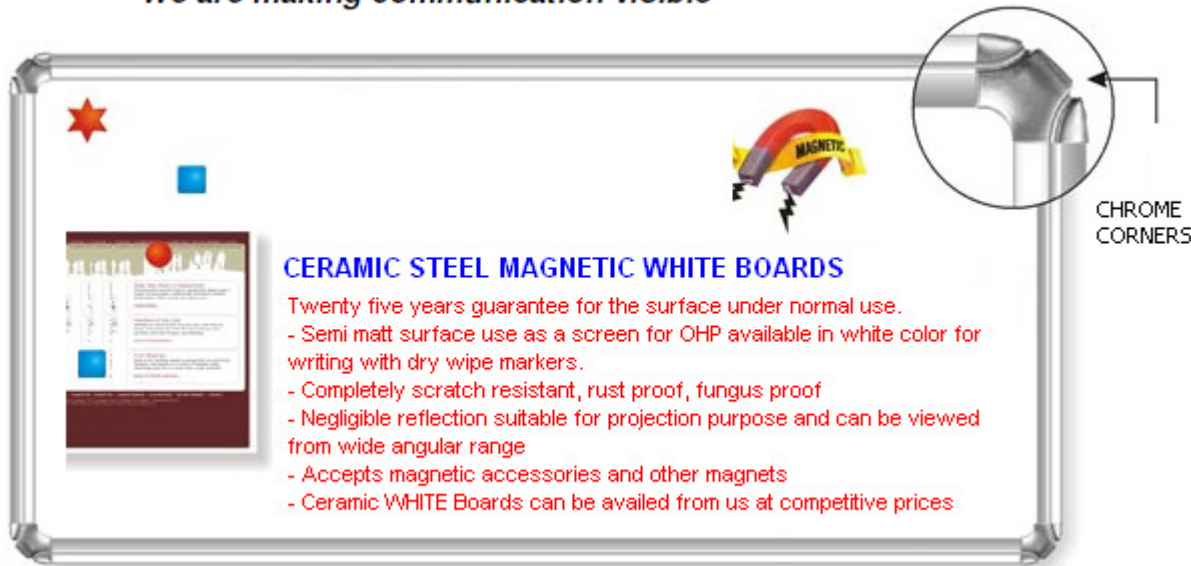 we are making communication visible
MAGNETIC
CHROME
CORNERS
CERAMIC STEEL MAGNETIC WHITE BOARDS
Twenty five years guarantee for the surface under normal use.
- Semi matt surface use as a screen for OHP available in white color for
writing with dry wipe markers.
- Completely scratch resistant, rust proof, fungus proof
- Negligible reflection suitable for projection purpose and can be viewed
from wide angular range
- Accepts magnetic accessories and other magnets
- Ceramic WHITE Boards can be availed from us at competitive prices